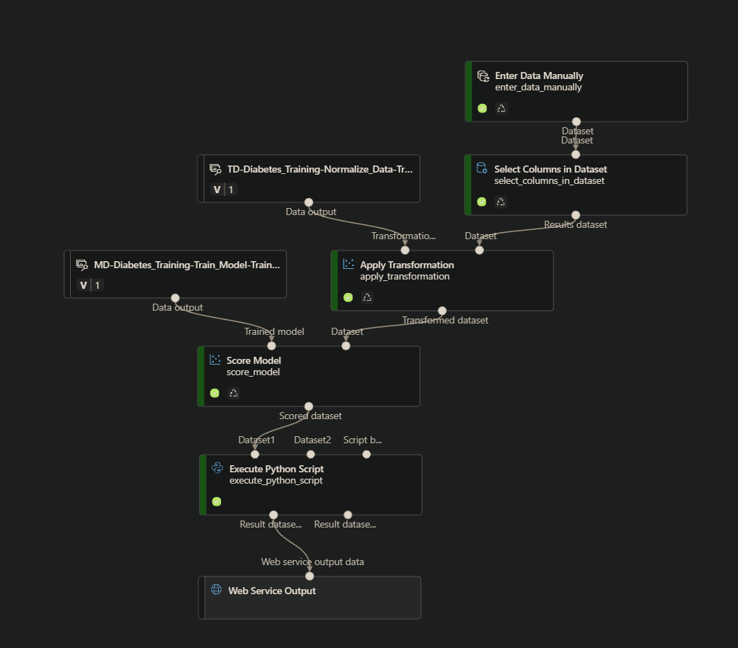 Enter Data Manually
enter_data_manually
Dataset
Dataset
TD-Diabetes_Training-Normalize_Data-Tr...
V | 1
Select Columns in Dataset
select_columns_in_dataset
Data output
Results dataset
Transformatio...
Dataset
MD-Diabetes_Training-Train_Model-Train...
V | 1
Apply Transformation
apply_transformation
Data output
Transformed dataset
Trained model
Dataset
Score Model
score_model
Scored dataset
Dataset1
Dataset2
Script b...
Execute Python Script
execute_python_script
Result datase...
Result datase...
Web service output data
Web Service Output